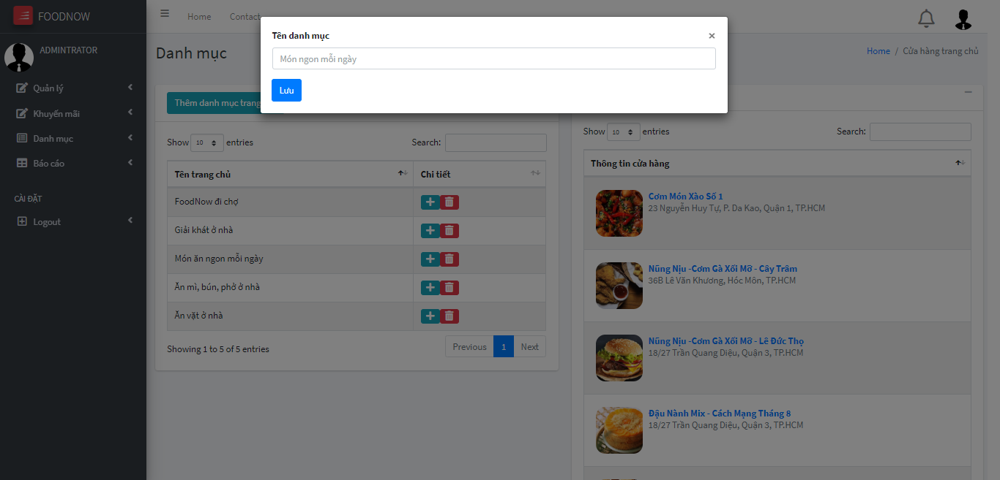 FOODNOW
Home
Contact
ADMINTRATOR
Quản lý
Khuyến mãi
Danh mục
Báo cáo
CÀI ĐẶT
Logout
Tên danh mục
×
Món ngon mỗi ngày
Lưu
Danh mục
Home / Cửa hàng trang chủ
Thêm danh mục trang
Show 10 entries
Search:
Tên trang chủ
Chi tiết
FoodNow đi chợ
Giải khát ở nhà
Món ăn ngon mỗi ngày
Ăn mì, bún, phở ở nhà
Ăn vặt ở nhà
Showing 1 to 5 of 5 entries
Previous 1 Next
Show 10 entries
Search:
Thông tin cửa hàng
Cơm Món Xào Số 1
23 Nguyễn Huy Tự, P. Da Kao, Quận 1, TP.HCM
Nũng Nịu -Cơm Gà Xối Mỡ - Cây Trâm
36B Lê Văn Khương, Hóc Môn, TP.HCM
Nũng Nịu -Cơm Gà Xối Mỡ - Lê Đức Thọ
18/27 Trần Quang Diệu, Quận 3, TP.HCM
Đậu Nành Mix - Cách Mạng Tháng 8
18/27 Trần Quang Diệu, Quận 3, TP.HCM